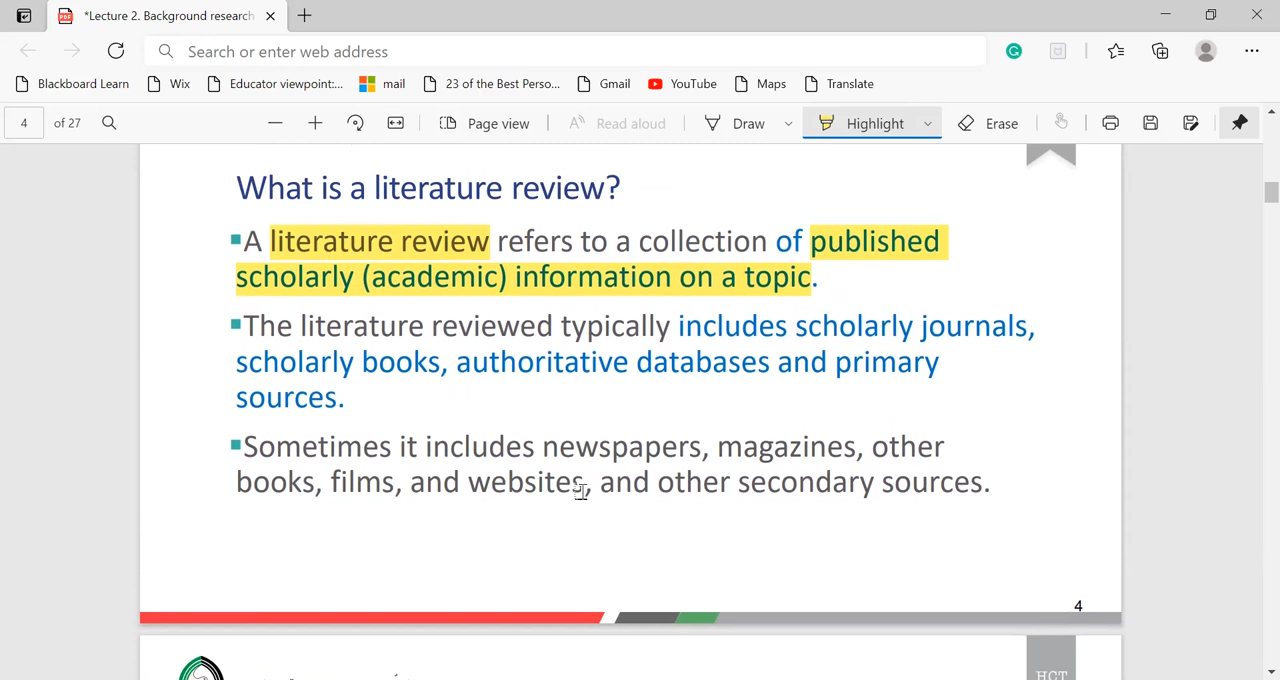 *Lecture 2. Background research
Search or enter web address
Blackboard Learn Wix Educator viewpoint:... mail 23 of the Best Perso... Gmail YouTube Maps Translate
4 of 27 Page view Read aloud Draw Highlight Erase
What is a literature review?
▪A literature review refers to a collection of published
scholarly (academic) information on a topic.
▪The literature reviewed typically includes scholarly journals,
scholarly books, authoritative databases and primary
sources.
▪Sometimes it includes newspapers, magazines, other
books, films, and websites, and other secondary sources.
4
HCT